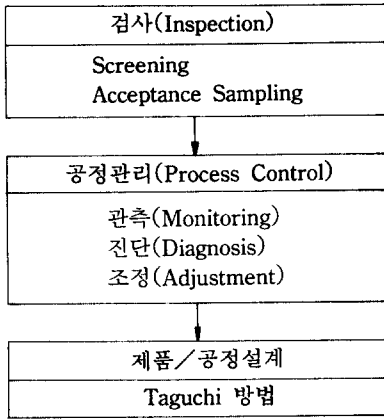 검사(Inspection)
Screening
Acceptance Sampling
공정관리(Process Control)
관측(Monitoring)
진단(Diagnosis)
조정(Adjustment)
제품／공정설계
Taguchi 방법